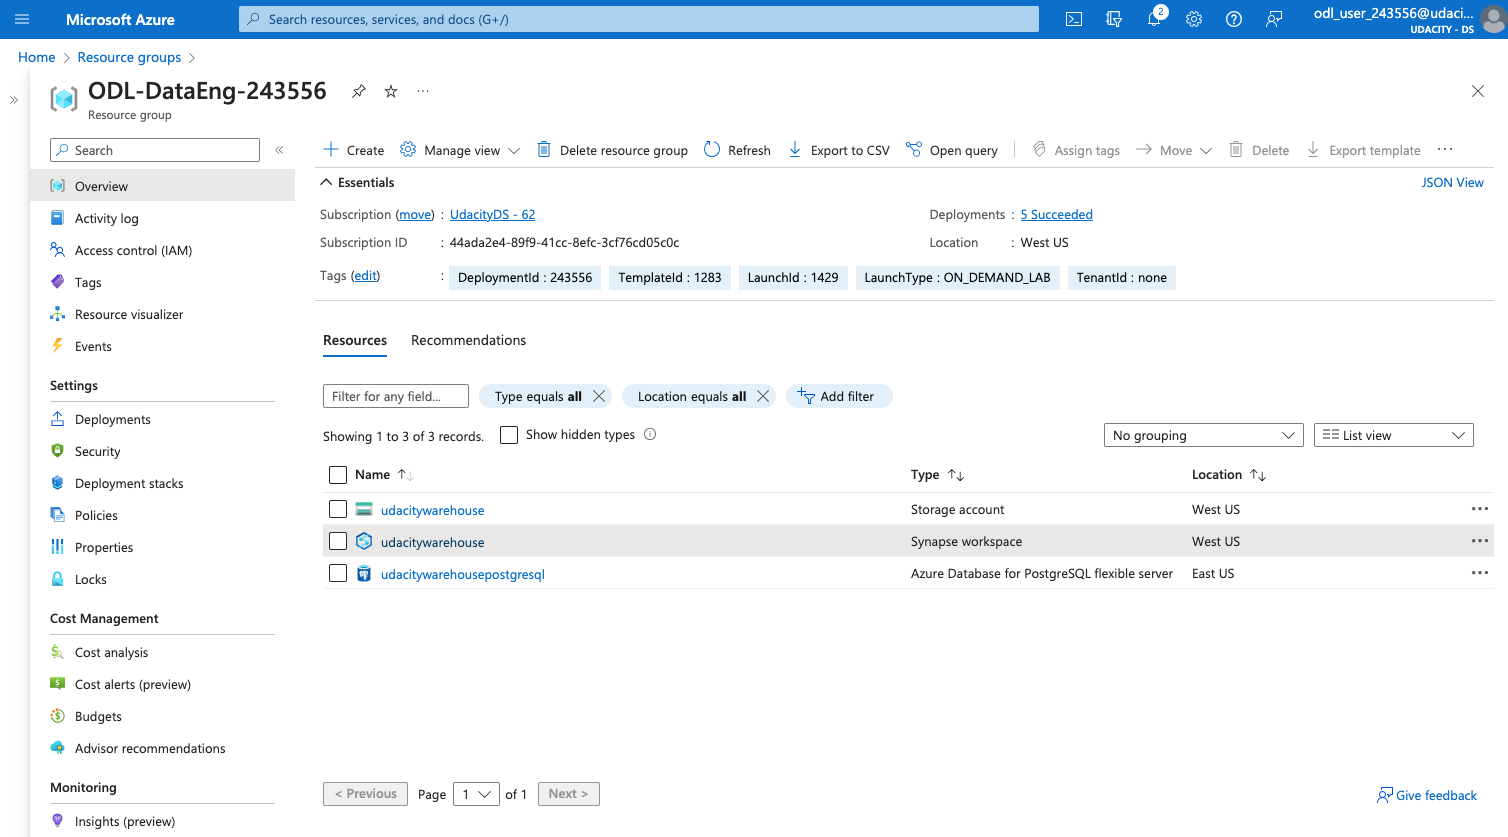 Microsoft Azure
Search resources, services, and docs (G+/)
2
odl_user_243556@udaci...
UDACITY - DS
Home > Resource groups >
ODL-DataEng-243556
Resource group
Search
Overview
Activity log
Access control (IAM)
Tags
Resource visualizer
Events
Settings
Deployments
Security
Deployment stacks
Policies
Properties
Locks
Cost Management
Cost analysis
Cost alerts (preview)
Budgets
Advisor recommendations
Monitoring
Insights (preview)
Create Manage view Delete resource group Refresh Export to CSV Open query Assign tags Move Delete Export template
Essentials
JSON View
Subscription (move) : UdacityDS - 62
Deployments : 5 Succeeded
Subscription ID : 44ada2e4-89f9-41cc-8efc-3cf76cd05c0c
Location : West US
Tags (edit) : DeploymentId : 243556 TemplateId : 1283 LaunchId : 1429 LaunchType : ON_DEMAND_LAB TenantId : none
Resources Recommendations
Filter for any field... Type equals all Location equals all Add filter
Showing 1 to 3 of 3 records. Show hidden types No grouping List view
Name Type Location
udacitywarehouse Storage account West US
udacitywarehouse Synapse workspace West US
udacitywarehousepostgresql Azure Database for PostgreSQL flexible server East US
< Previous Page 1 of 1 Next >
Give feedback